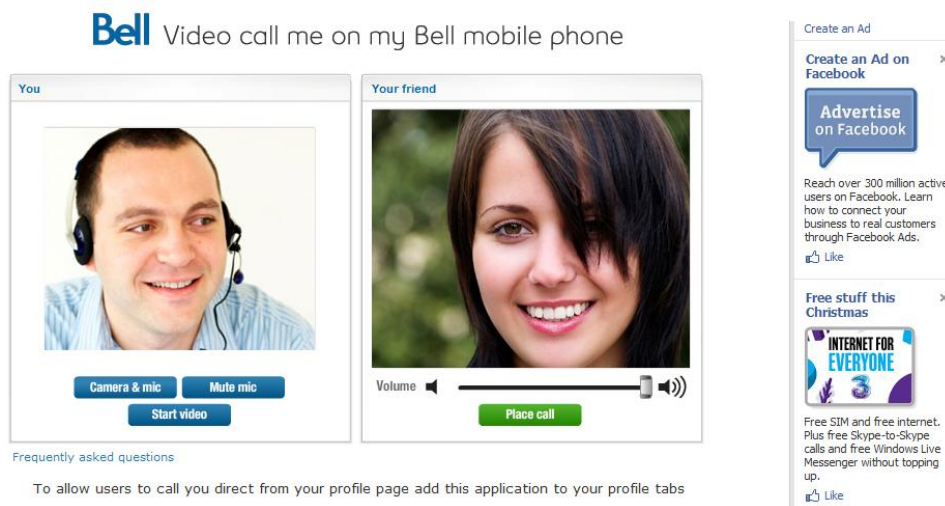 Bell Video call me on my Bell mobile phone
You
Your friend
Camera & mic
Mute mic
Start video
Volume
Place call
Frequently asked questions
To allow users to call you direct from your profile page add this application to your profile tabs
Create an Ad
Create an Ad on
Facebook
Advertise
on Facebook
Reach over 300 million active
users on Facebook. Learn
how to connect your
business to real customers
through Facebook Ads.
Like
Free stuff this
Christmas
INTERNET FOR
EVERYONE
3
Free SIM and free internet.
Plus free Skype-to-Skype
calls and free Windows Live
Messenger without topping
up.
Like